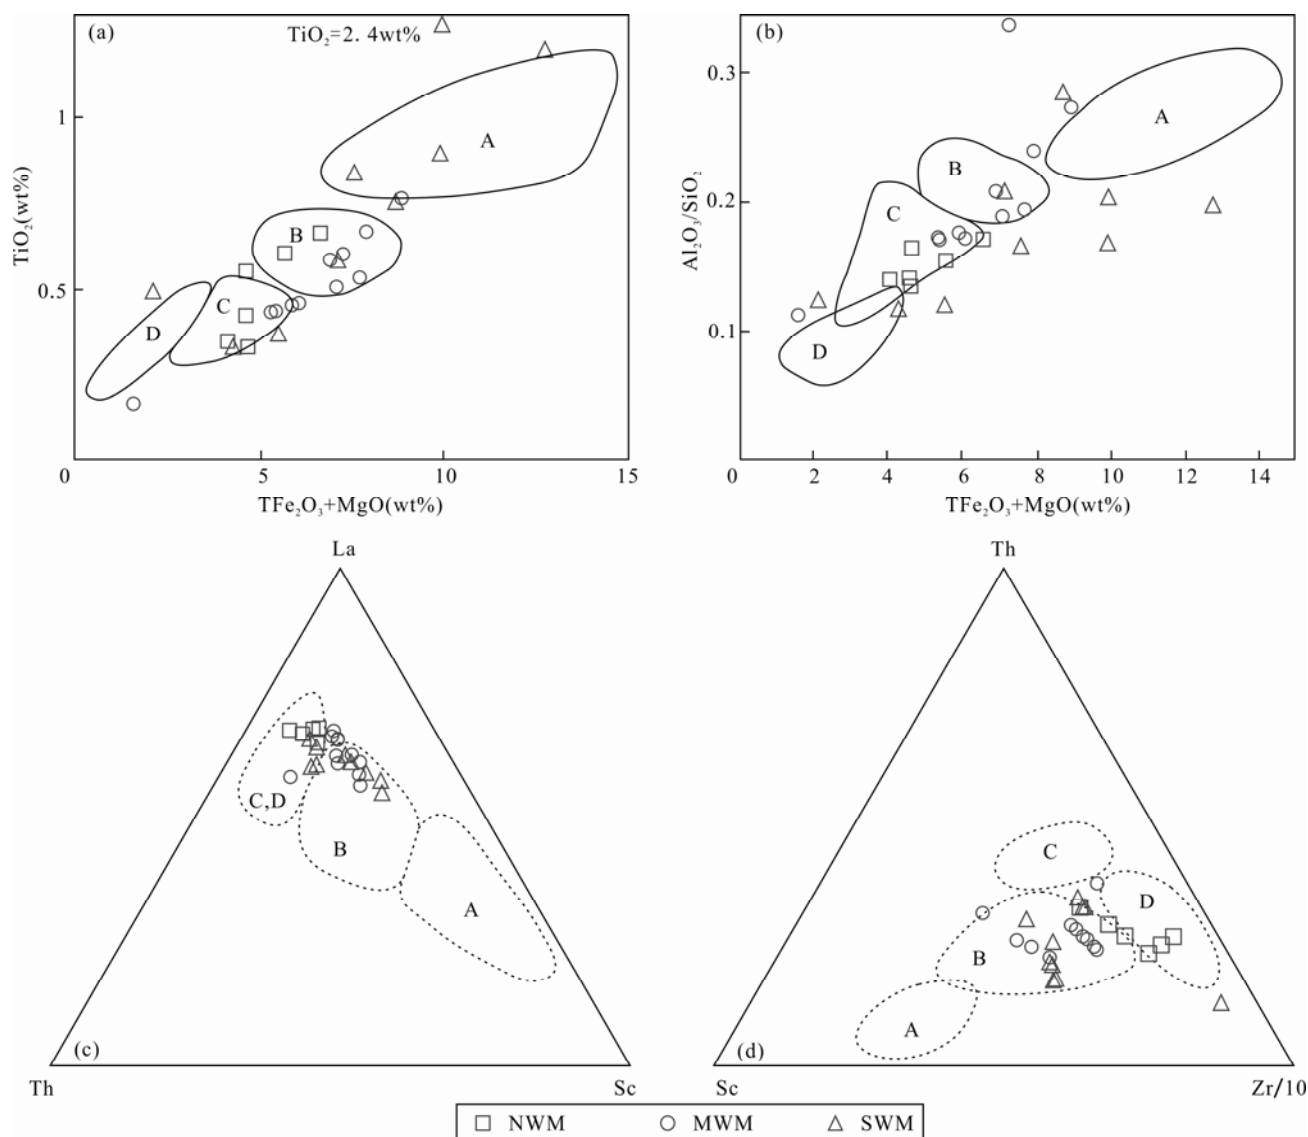 (a)
TiO₂=2. 4wt%
1
0.5
TiO₂(wt%)
A
B
C
D
0
5
10
15
TFe₂O₃+MgO(wt%)
(b)
0.3
0.2
0.1
Al₂O₃/SiO₂
A
B
C
D
0
2
4
6
8
10
12
14
TFe₂O₃+MgO(wt%)
La
C,D
B
A
(c)
Th
Sc
Th
C
D
B
A
(d)
Sc
Zr/10
NWM
MWM
SWM